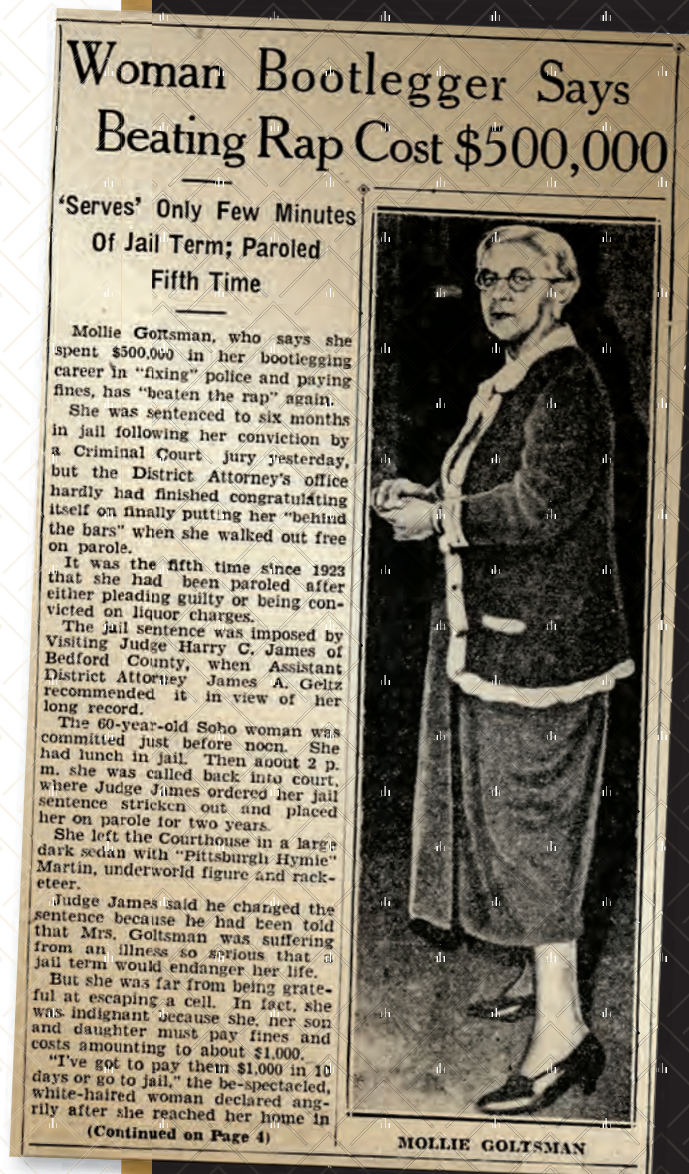 Woman Bootlegger Says
Beating Rap Cost $500,000
'Serves' Only Few Minutes
Of Jail Term; Paroled
Fifth Time
Mollie Goltsman, who says she
spent $500,000 in her bootlegging
career in "fixing" police and paying
fines, has "beaten the rap" again.
She was sentenced to six months
in jail following her conviction by
a Criminal Court jury yesterday,
but the District Attorney's office
hardly had finished congratulating
itself on finally putting her "behind
the bars" when she walked out free
on parole.
It was the fifth time since 1923
that she had been paroled after
either pleading guilty or being con-
victed on liquor charges.
The jail sentence was imposed by
Visiting Judge Harry C. James of
Bedford County, when Assistant
District Attorney James A. Geltz
recommended it in view of her
long record.
The 60-year-old Soho woman was
committed just before noon. She
had lunch in jail. Then about 2 p.
m. she was called back into court,
where Judge James ordered her jail
sentence stricken out and placed
her on parole for two years.
She left the Courthouse in a large
dark sedan with "Pittsburgh Hymie"
Martin, underworld figure and rack-
eteer.
Judge James said he changed the
sentence because he had been told
that Mrs. Goltsman was suffering
from an illness so serious that a
jail term would endanger her life.
But she was far from being grate-
ful at escaping a cell. In fact, she
was indignant because she, her son
and daughter must pay fines and
costs amounting to about $1,000.
"I've got to pay them $1,000 in 10
days or go to jail," the be-spectacled,
white-haired woman declared ang-
rily after she reached her home in
(Continued on Page 4)
MOLLIE GOLTSMAN